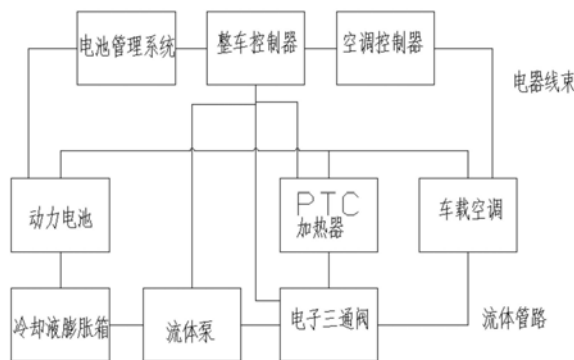 电池管理系统
整车控制器
空调控制器
电器线束
动力电池
PTC
加热器
车载空调
冷却液膨胀箱
流体泵
电子三通阀
流体管路